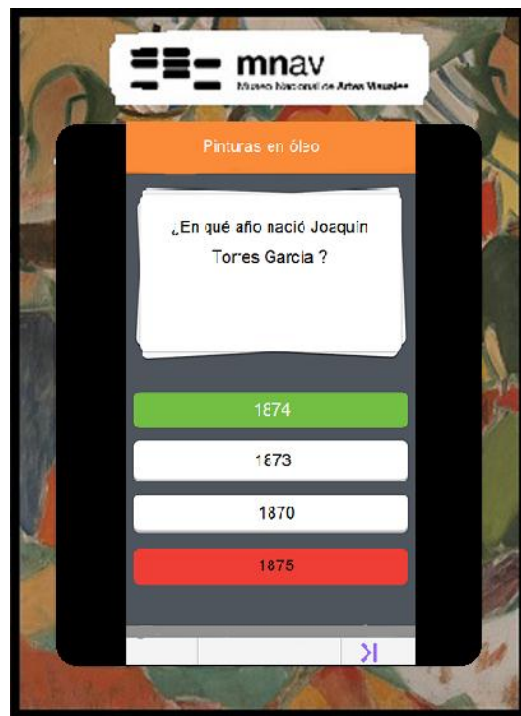 mnav
Museo Nacional de Artes Visuales
Pinturas en óleo
¿En qué año nació Joaquín
Torres García ?
1874
1873
1870
1875